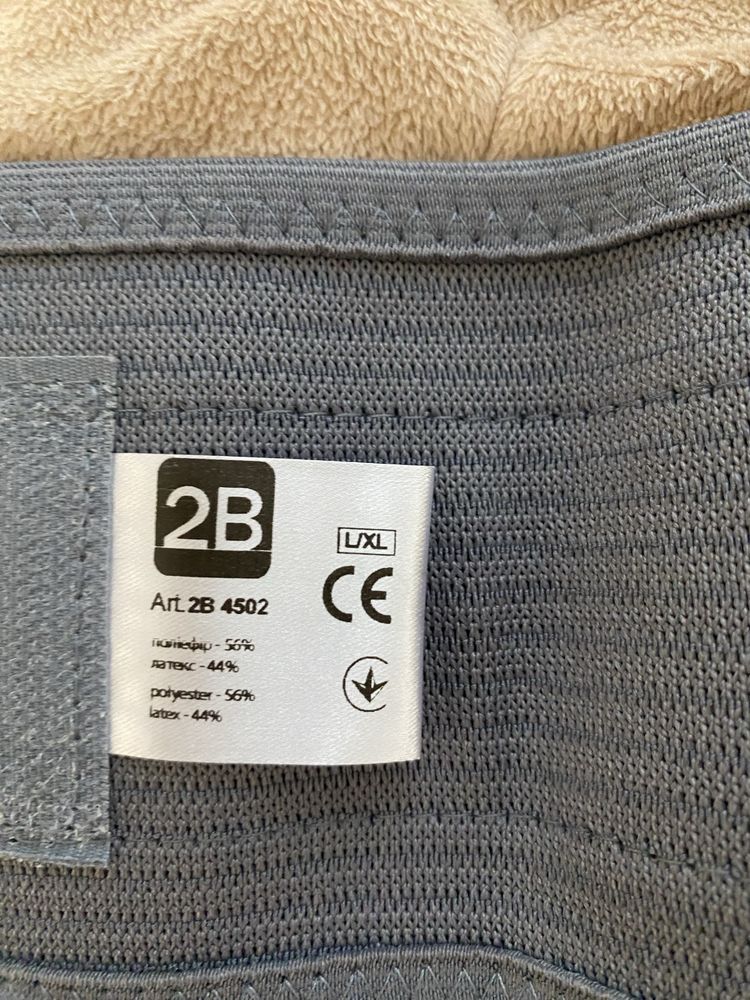 2B
L/XL
CE
Art. 2B 4502
поліефір - 56%
латекс - 44%
polyester - 56%
latex - 44%